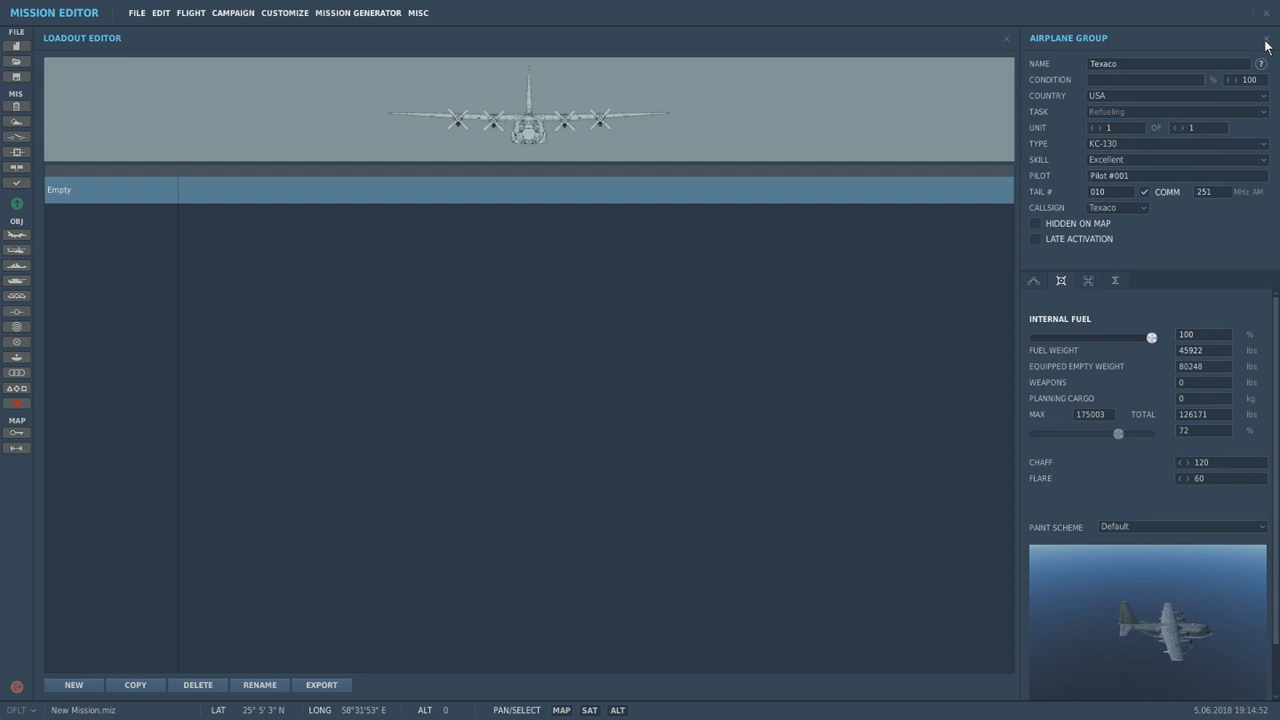 MISSION EDITOR FILE EDIT FLIGHT CAMPAIGN CUSTOMIZE MISSION GENERATOR MISC
FILE
MIS
OBJ
MAP
LOADOUT EDITOR
Empty
NEW COPY DELETE RENAME EXPORT
AIRPLANE GROUP
NAME Texaco ?
CONDITION % < > 100
COUNTRY USA
TASK Refueling
UNIT < > 1 OF < > 1
TYPE KC-130
SKILL Excellent
PILOT Pilot #001
TAIL # 010 COMM 251 MHz AM
CALLSIGN Texaco
HIDDEN ON MAP
LATE ACTIVATION
Σ
INTERNAL FUEL
100 %
FUEL WEIGHT 45922 lbs
EQUIPPED EMPTY WEIGHT 80248 lbs
WEAPONS 0 lbs
PLANNING CARGO 0 kg
MAX 175003 TOTAL 126171 lbs
72 %
CHAFF < > 120
FLARE < > 60
PAINT SCHEME Default
DFLT New Mission.miz LAT 25° 5' 3" N LONG 58°31'53" E ALT 0 PAN/SELECT MAP SAT ALT 5.06.2018 19:14:52